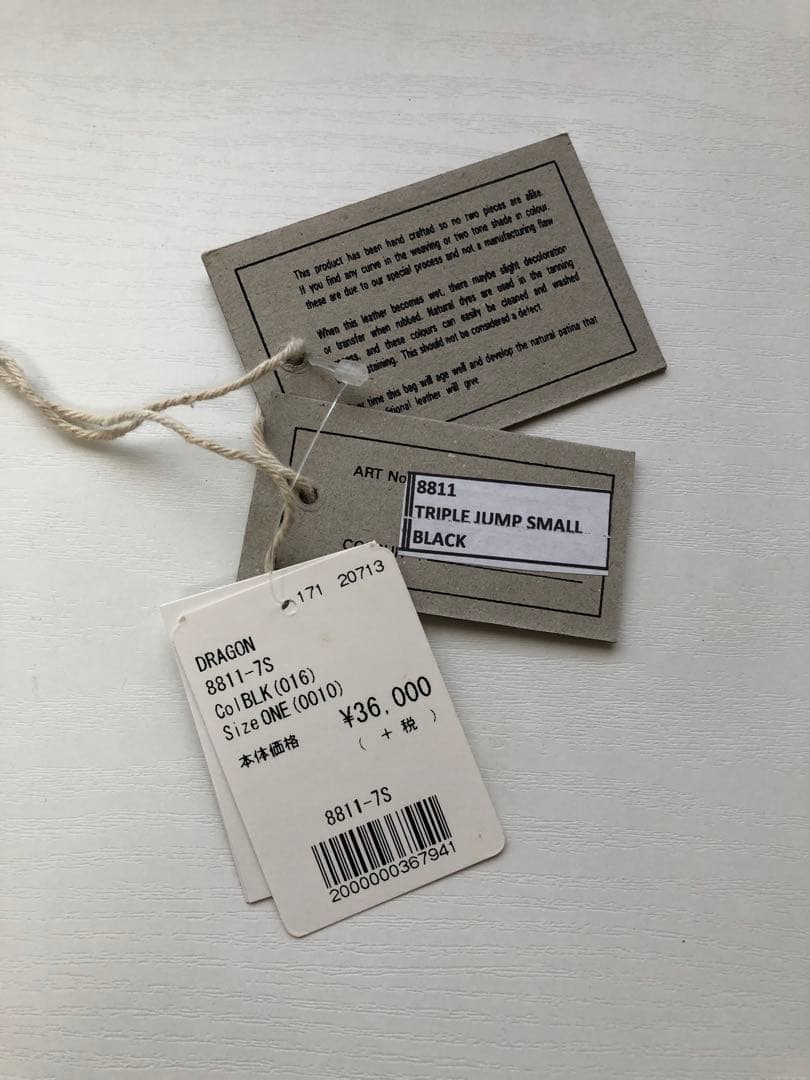 This product has been hand crafted so no two pieces are alike.
If you find any curve in the weaving or two tone shade in colour,
these are due to our special process and not a manufacturing flaw
When this leather becomes wet, there maybe slight decoloration
or transfer when rubbed. Natural dyes are used in the tanning
and these colours can easily be cleaned and washed
staining. This should not be considered a defect.
time this bag will age well and develop the natural patina that
leather will give
ART No
8811
TRIPLE JUMP SMALL
BLACK
171 20713
DRAGON
8811-7S
Col BLK(016)
Size ONE(0010)
本体価格 ¥36,000
( + 税 )
8811-7S
2000000367941